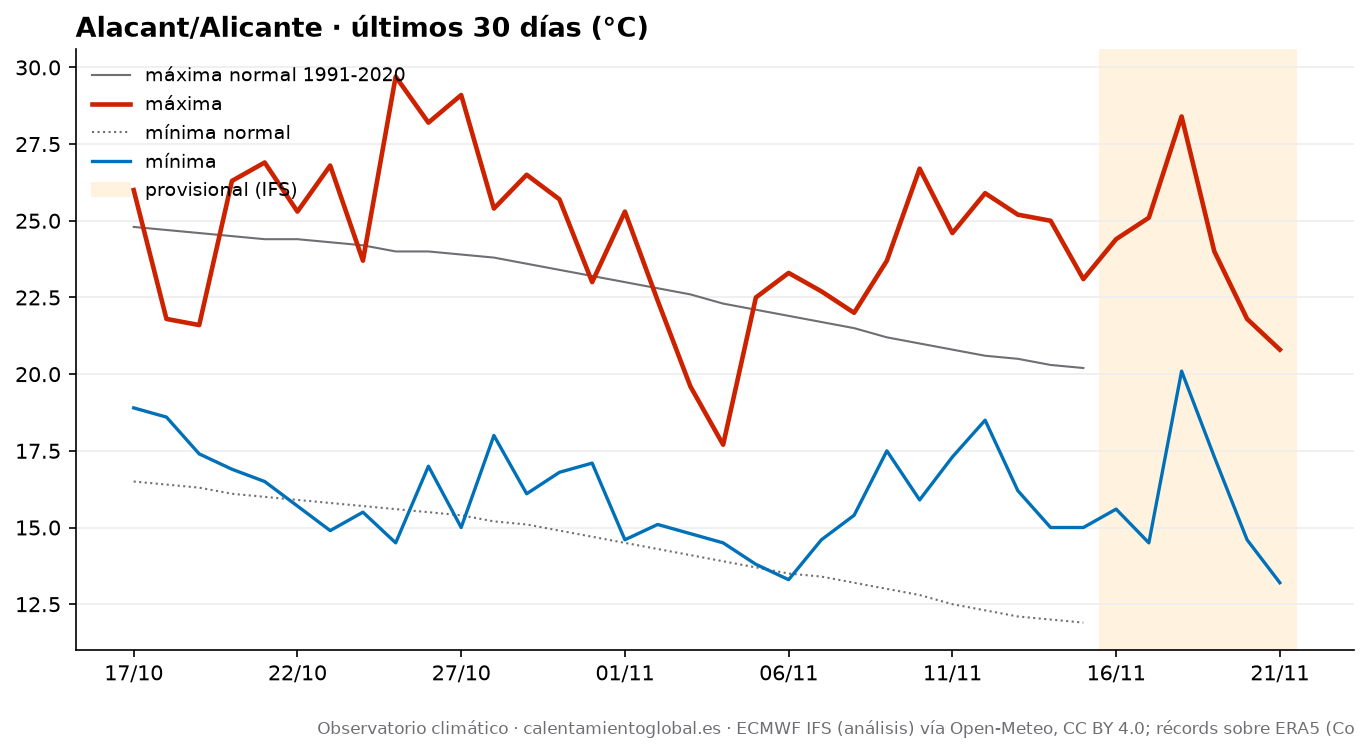 Alacant/Alicante · últimos 30 días (°C)
30.0
27.5
25.0
22.5
20.0
17.5
15.0
12.5
máxima normal 1991-2020
máxima
mínima normal
mínima
provisional (IFS)
17/10 22/10 27/10 01/11 06/11 11/11 16/11 21/11
Observatorio climático · calentamientoglobal.es · ECMWF IFS (análisis) vía Open-Meteo, CC BY 4.0; récords sobre ERA5 (Co